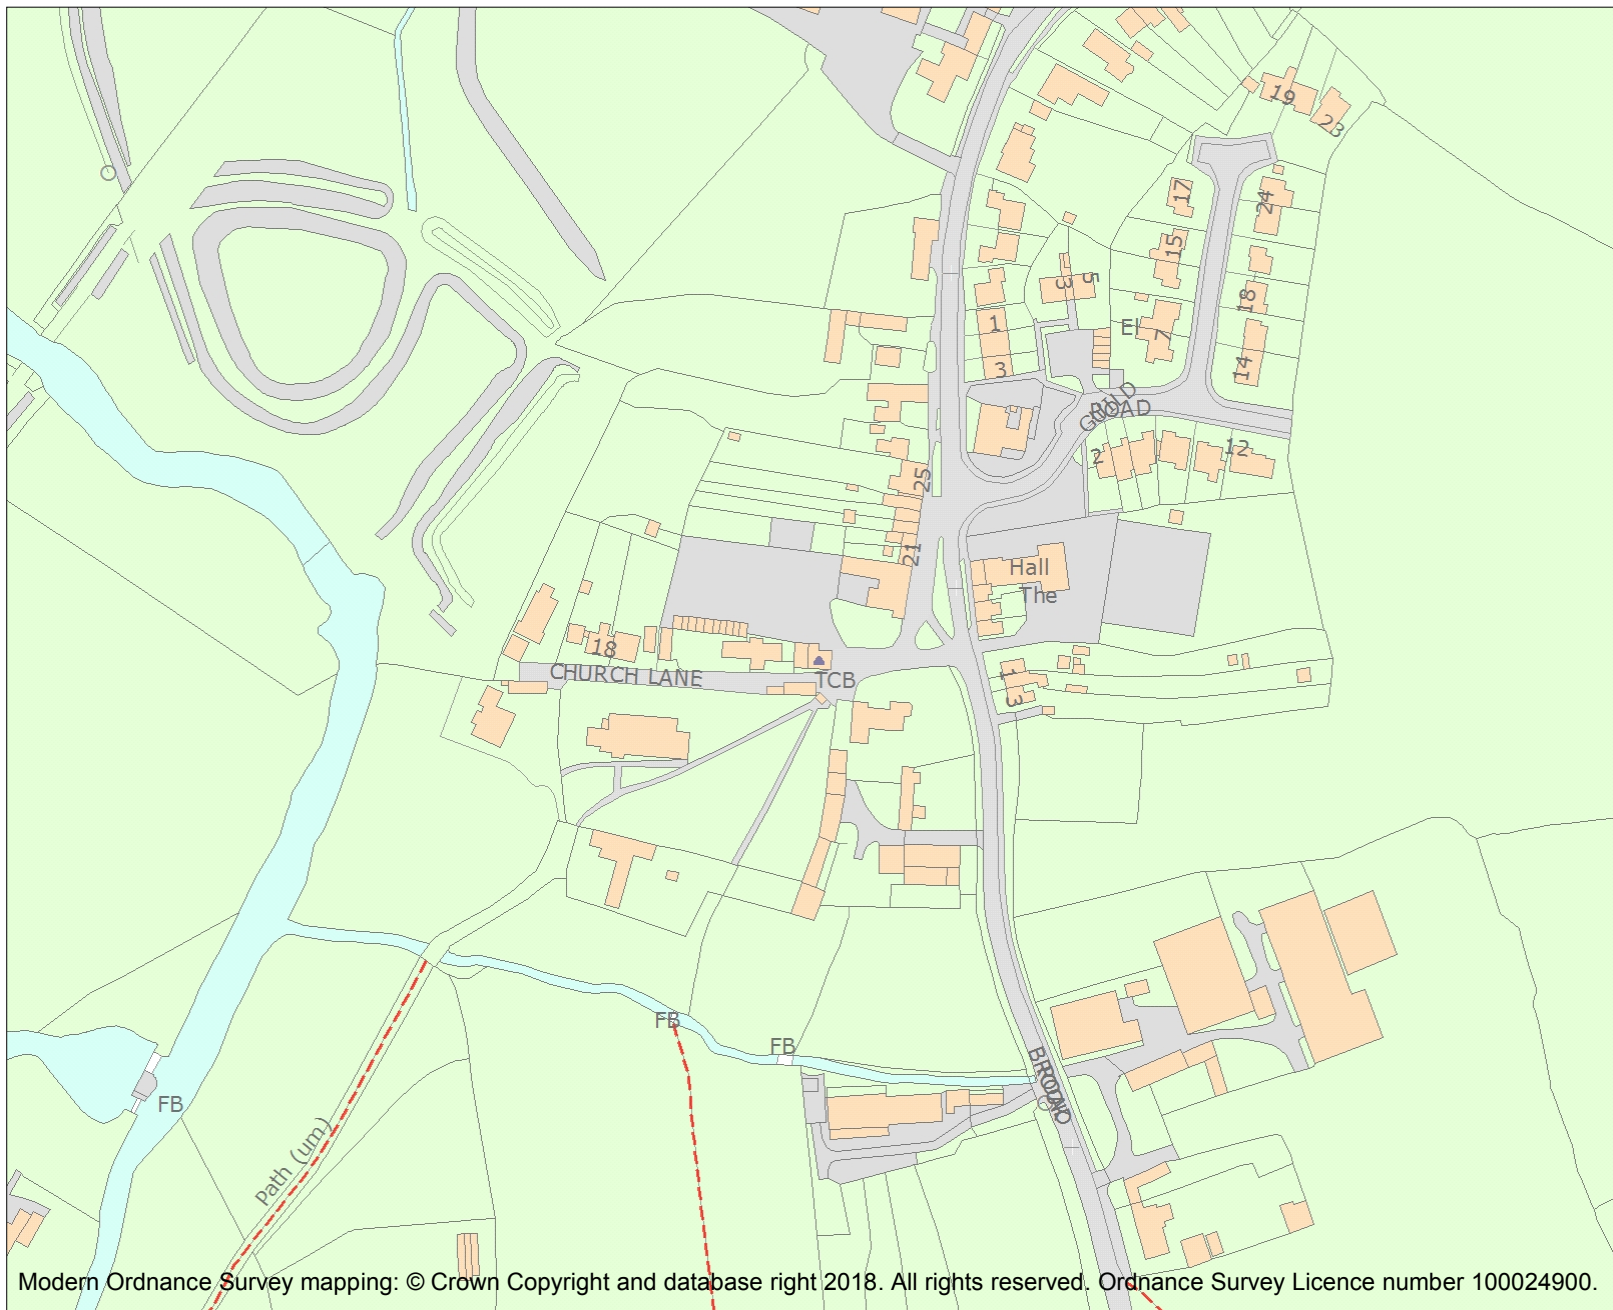 19
23
17
24
15
3
5
18
1
El
7
3
14
GUILD
ROAD
2
12
25
21
Hall
The
18
CHURCH LANE
TCB
1
3
FB
FB
FB
BROAD
Path (um)
Modern Ordnance Survey mapping: © Crown Copyright and database right 2018. All rights reserved. Ordnance Survey Licence number 100024900.